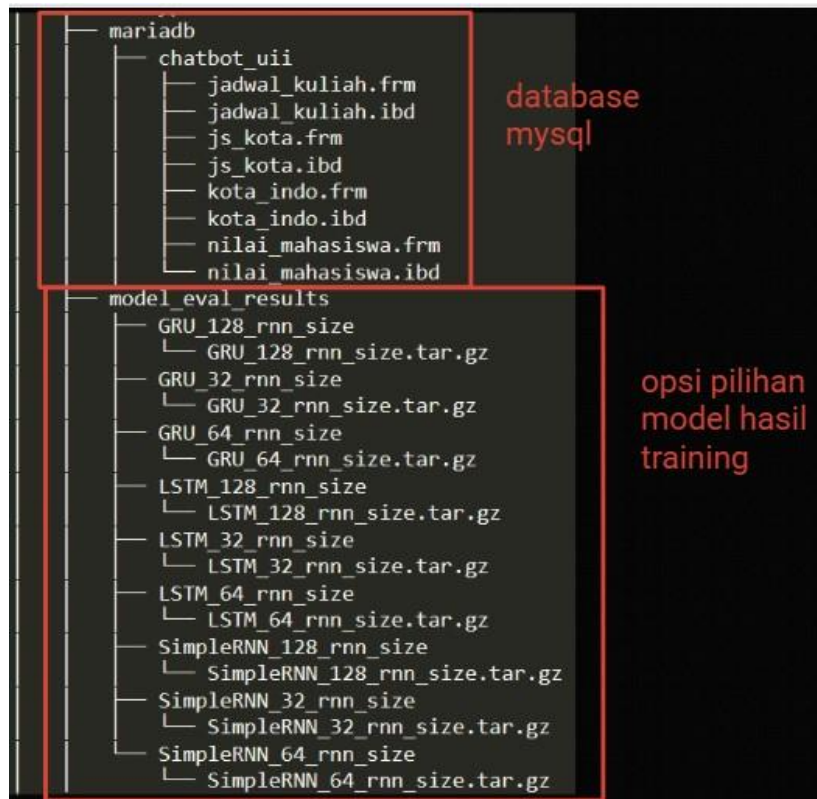 mariadb
chatbot_uii
jadwal_kuliah.frm
jadwal_kuliah.ibd
js_kota.frm
js_kota.ibd
kota_indo.frm
kota_indo.ibd
nilai_mahasiswa.frm
nilai_mahasiswa.ibd
database
mysql
model_eval_results
GRU_128_rnn_size
GRU_128_rnn_size.tar.gz
GRU_32_rnn_size
GRU_32_rnn_size.tar.gz
GRU_64_rnn_size
GRU_64_rnn_size.tar.gz
LSTM_128_rnn_size
LSTM_128_rnn_size.tar.gz
LSTM_32_rnn_size
LSTM_32_rnn_size.tar.gz
LSTM_64_rnn_size
LSTM_64_rnn_size.tar.gz
SimpleRNN_128_rnn_size
SimpleRNN_128_rnn_size.tar.gz
SimpleRNN_32_rnn_size
SimpleRNN_32_rnn_size.tar.gz
SimpleRNN_64_rnn_size
SimpleRNN_64_rnn_size.tar.gz
opsi pilihan
model hasil
training